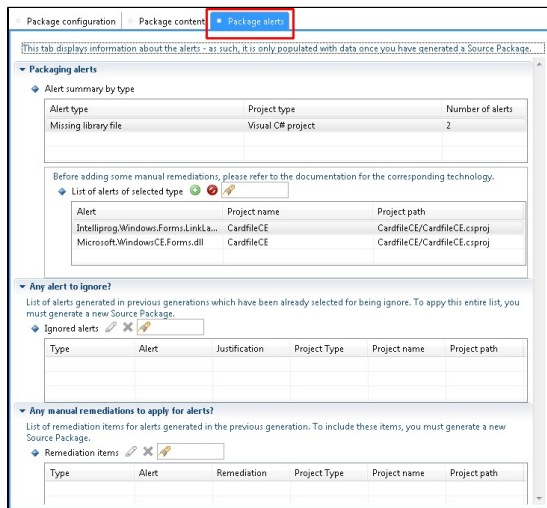 Package configuration Package content Package alerts
This tab displays information about the alerts - as such, it is only populated with data once you have generated a Source Package.
Packaging alerts
Alert summary by type
Alert type Project type Number of alerts
Missing library file Visual C# project 2
Before adding some manual remediations, please refer to the documentation for the corresponding technology.
List of alerts of selected type
Alert Project name Project path
Intelliprog.Windows.Forms.LinkLa... CardfileCE CardfileCE/CardfileCE.csproj
Microsoft.WindowsCE.Forms.dll CardfileCE CardfileCE/CardfileCE.csproj
Any alert to ignore?
List of alerts generated in previous generations which have been already selected for being ignore. To appy this entire list, you
must generate a new Source Package.
Ignored alerts
Type Alert Justification Project Type Project name Project path
Any manual remediations to apply for alerts?
List of remediation items for alerts generated in the previous generation. To include these items, you must generate a new
Source Package.
Remediation items
Type Alert Remediation Project Type Project name Project path